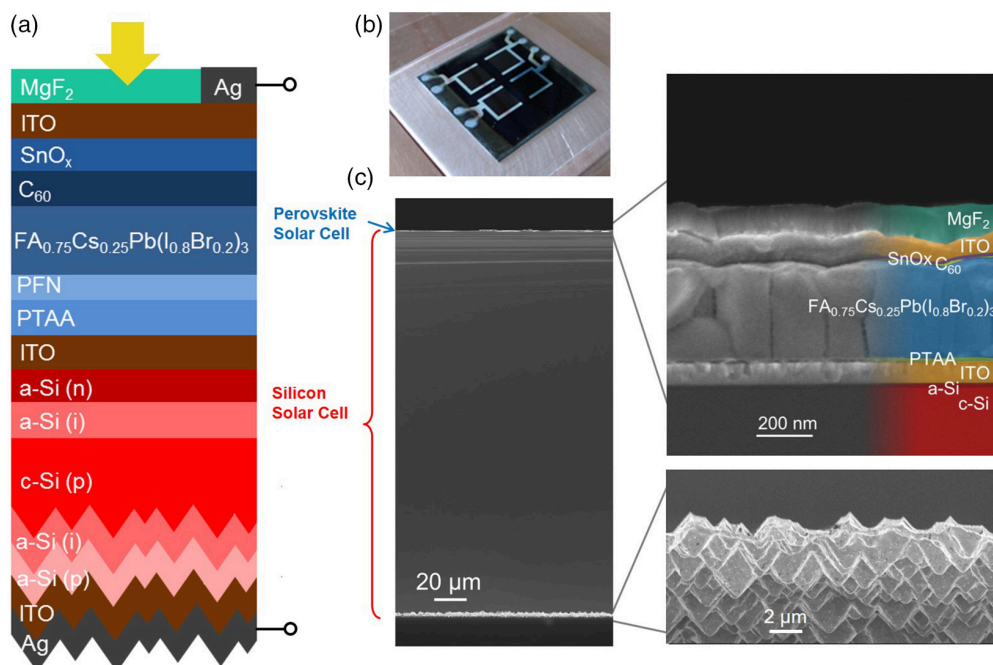 (a)
MgF₂
Ag
ITO
SnOₓ
C₆₀
FA₀.₇₅Cs₀.₂₅Pb(I₀.₈Br₀.₂)₃
PFN
PTAA
ITO
a-Si (n)
a-Si (i)
c-Si (p)
a-Si (i)
a-Si (p)
ITO
Ag
(b)
(c)
Perovskite
Solar Cell
Silicon
Solar Cell
20 µm
MgF₂
ITO
SnOx
C₆₀
FA₀.₇₅Cs₀.₂₅Pb(I₀.₈Br₀.₂)₃
PTAA
ITO
a-Si
c-Si
200 nm
2 µm